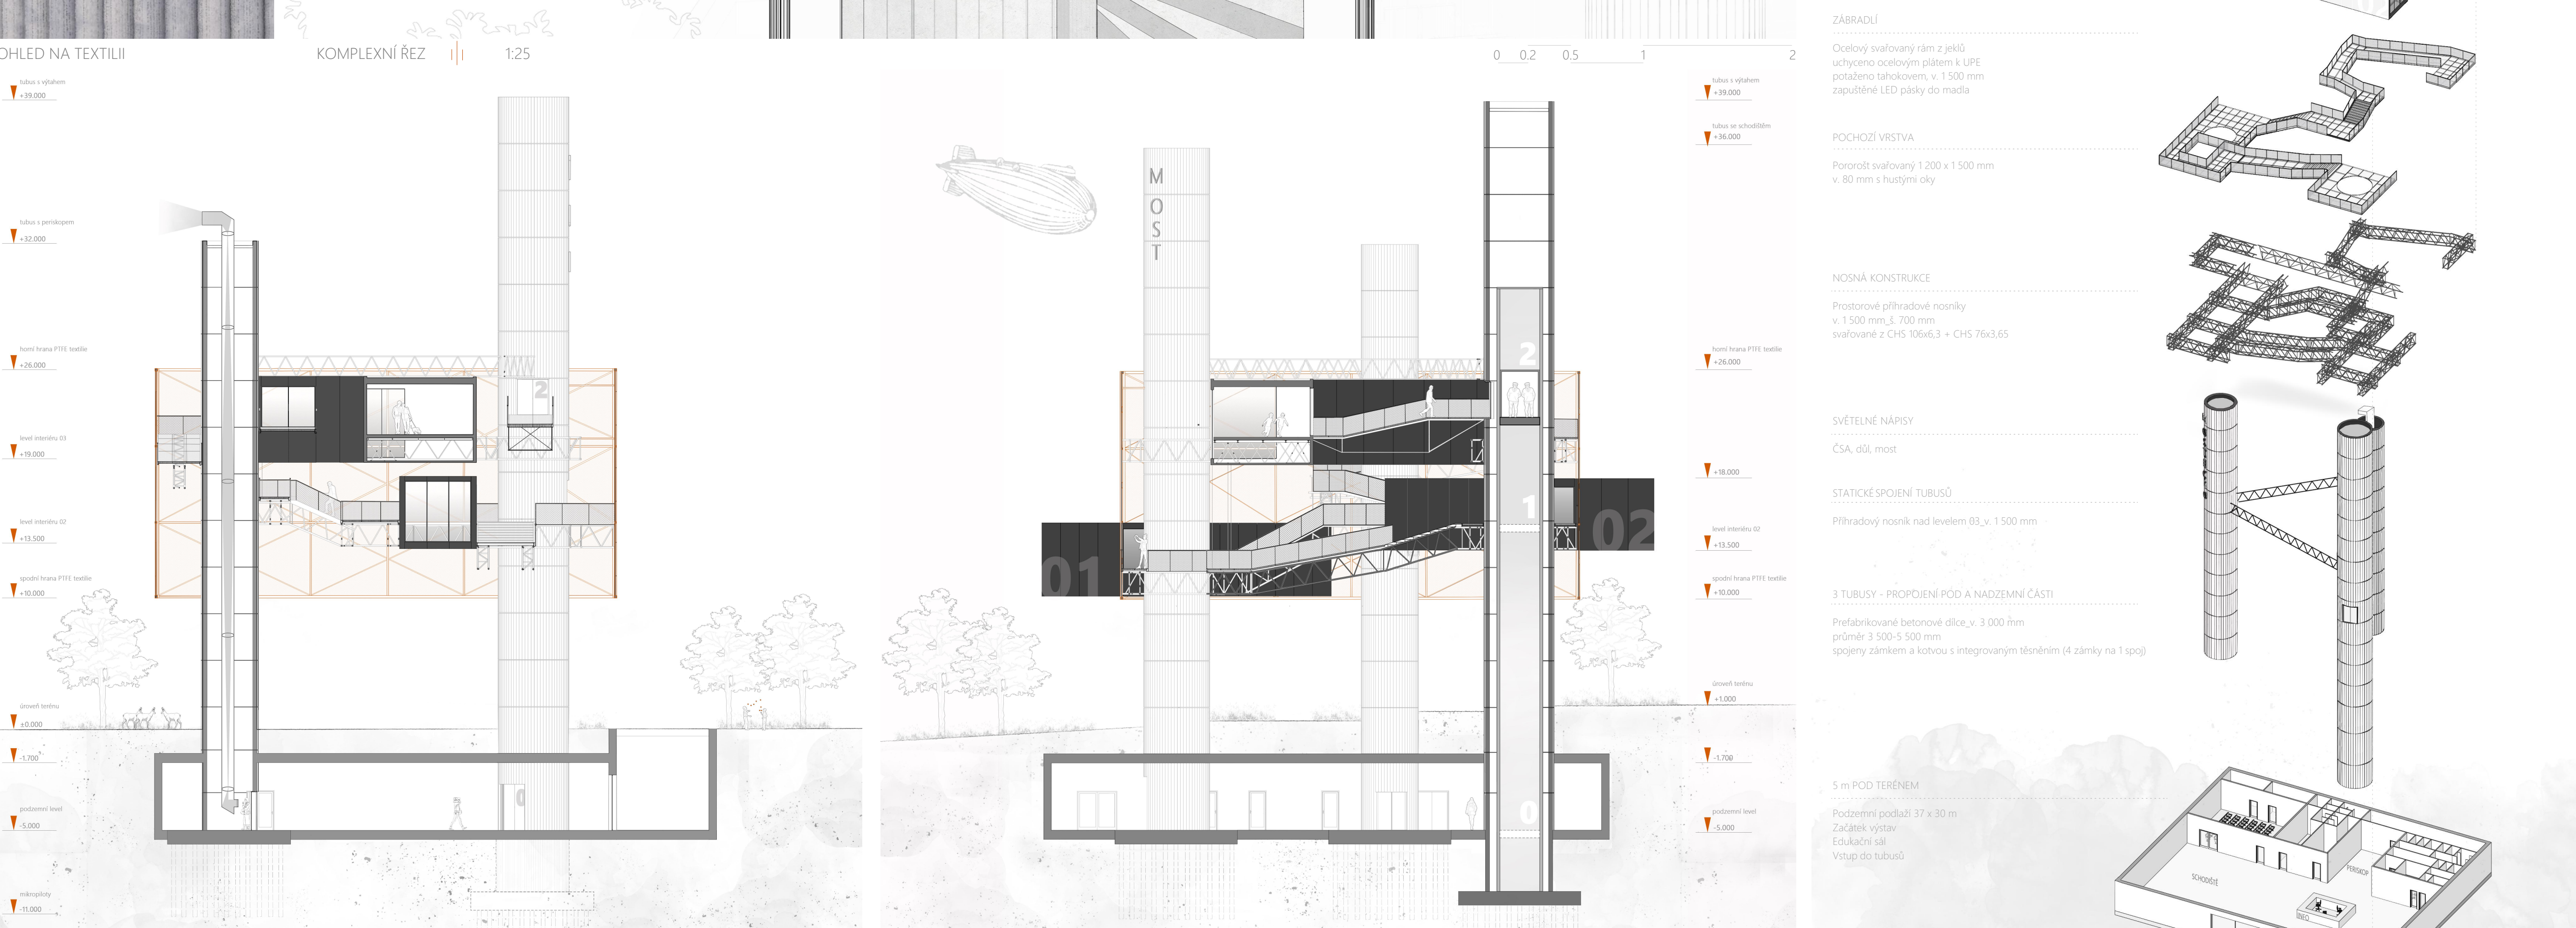 OHLED NA TEXTILII
KOMPLEXNÍ ŘEZ
1:25
0 0.2 0.5 1 2
tubus s výtahem
+39.000
tubus s periskopem
+32.000
horní hrana PTFE textilie
+26.000
level interiéru 03
+19.000
level interiéru 02
+13.500
spodní hrana PTFE textilie
+10.000
úroveň terénu
±0.000
-1.700
podzemní level
-5.000
mikropiloty
-11.000
2
0
M
O
S
T
01
02
2
1
0
tubus s výtahem
+39.000
tubus se schodištěm
+36.000
horní hrana PTFE textilie
+26.000
+18.000
level interiéru 02
+13.500
spodní hrana PTFE textilie
+10.000
úroveň terénu
+1.000
-1.700
podzemní level
-5.000
ZÁBRADLÍ
Ocelový svařovaný rám z jeklů
uchyceno ocelovým plátem k UPE
potaženo tahokovem, v. 1 500 mm
zapuštěné LED pásky do madla
POCHOZÍ VRSTVA
Pororošt svařovaný 1 200 x 1 500 mm
v. 80 mm s hustými oky
NOSNÁ KONSTRUKCE
Prostorové příhradové nosníky
v. 1 500 mm_š. 700 mm
svařované z CHS 106x6,3 + CHS 76x3,65
SVĚTELNÉ NÁPISY
ČSA, důl, most
STATICKÉ SPOJENÍ TUBUSŮ
Příhradový nosník nad levelem 03_v. 1 500 mm
3 TUBUSY - PROPOJENÍ POD A NADZEMNÍ ČÁSTI
Prefabrikované betonové dílce_v. 3 000 mm
průměr 3 500-5 500 mm
spojeny zámkem a kotvou s integrovaným těsněním (4 zámky na 1 spoj)
5 m POD TERÉNEM
Podzemní podlaží 37 x 30 m
Začátek výstav
Edukační sál
Vstup do tubusů
SCHODIŠTĚ
PERISKOP
INFO